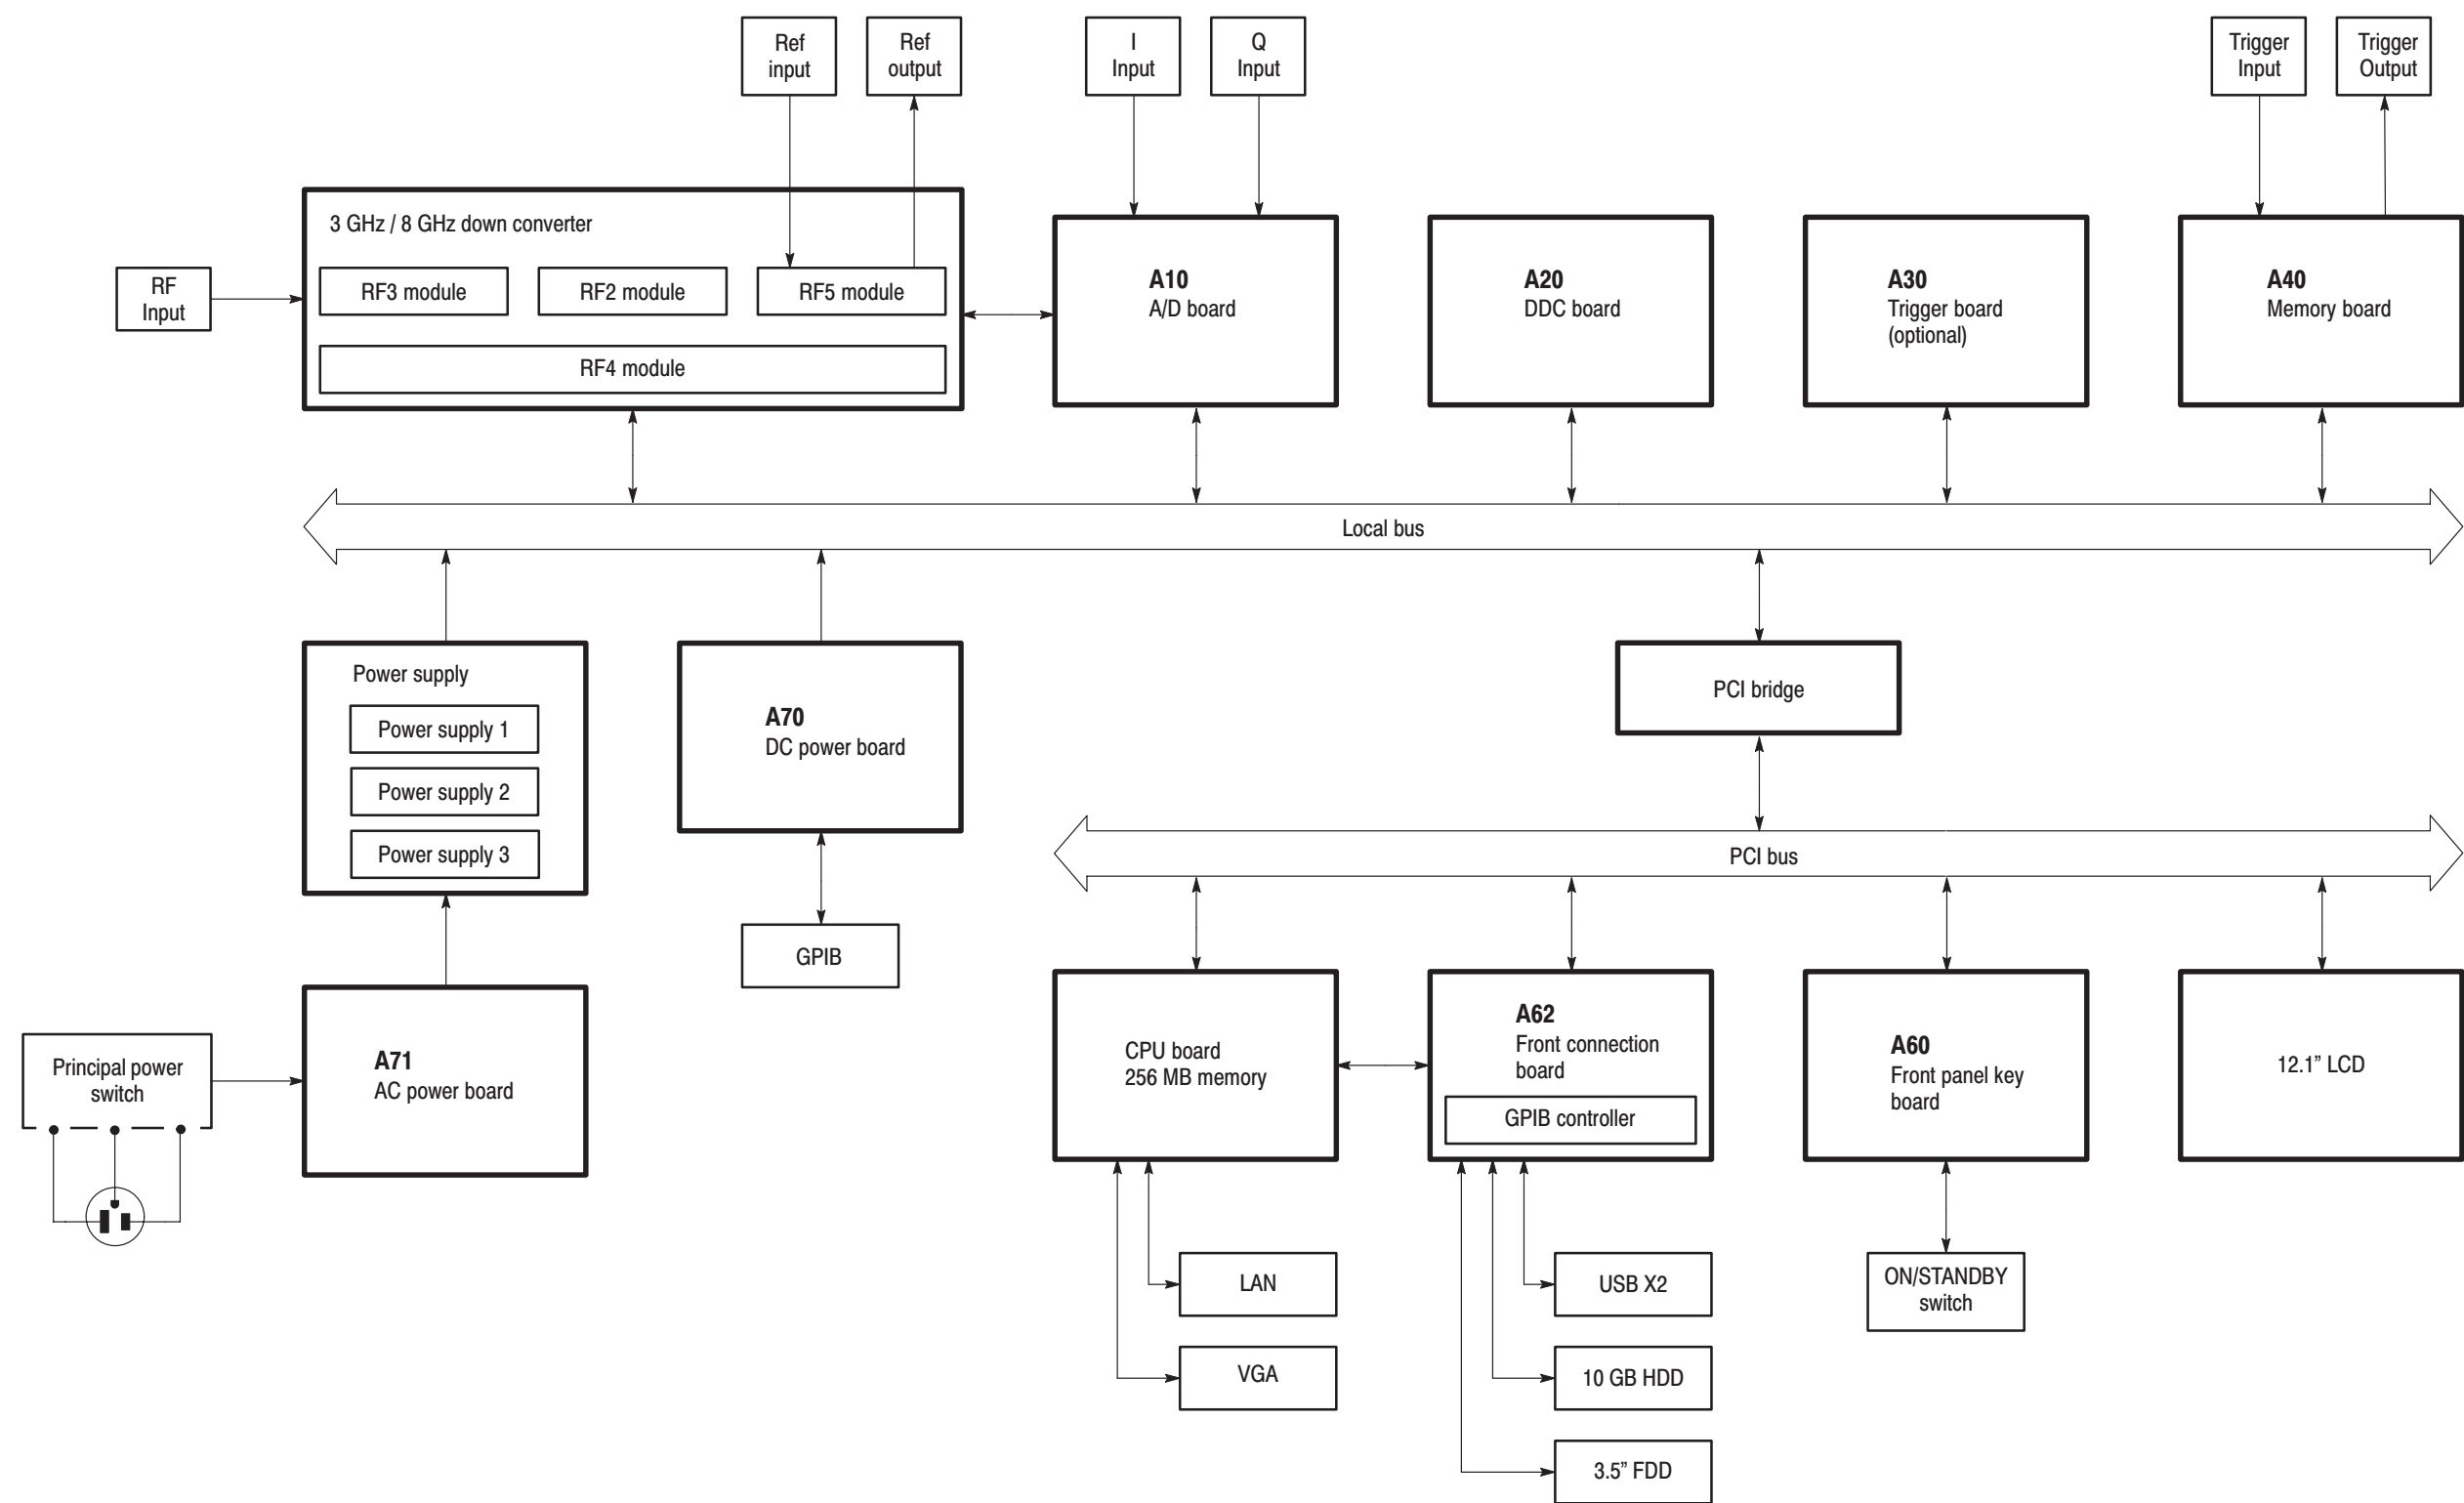 Ref
input
Ref
output
I
Input
Q
Input
Trigger
Input
Trigger
Output
3 GHz / 8 GHz down converter
RF
Input
RF3 module
RF2 module
RF5 module
RF4 module
A10
A/D board
A20
DDC board
A30
Trigger board
(optional)
A40
Memory board
Local bus
Power supply
Power supply 1
Power supply 2
Power supply 3
A70
DC power board
PCI bridge
PCI bus
GPIB
Principal power
switch
A71
AC power board
CPU board
256 MB memory
A62
Front connection
board
GPIB controller
A60
Front panel key
board
12.1” LCD
LAN
VGA
USB X2
10 GB HDD
3.5” FDD
ON/STANDBY
switch